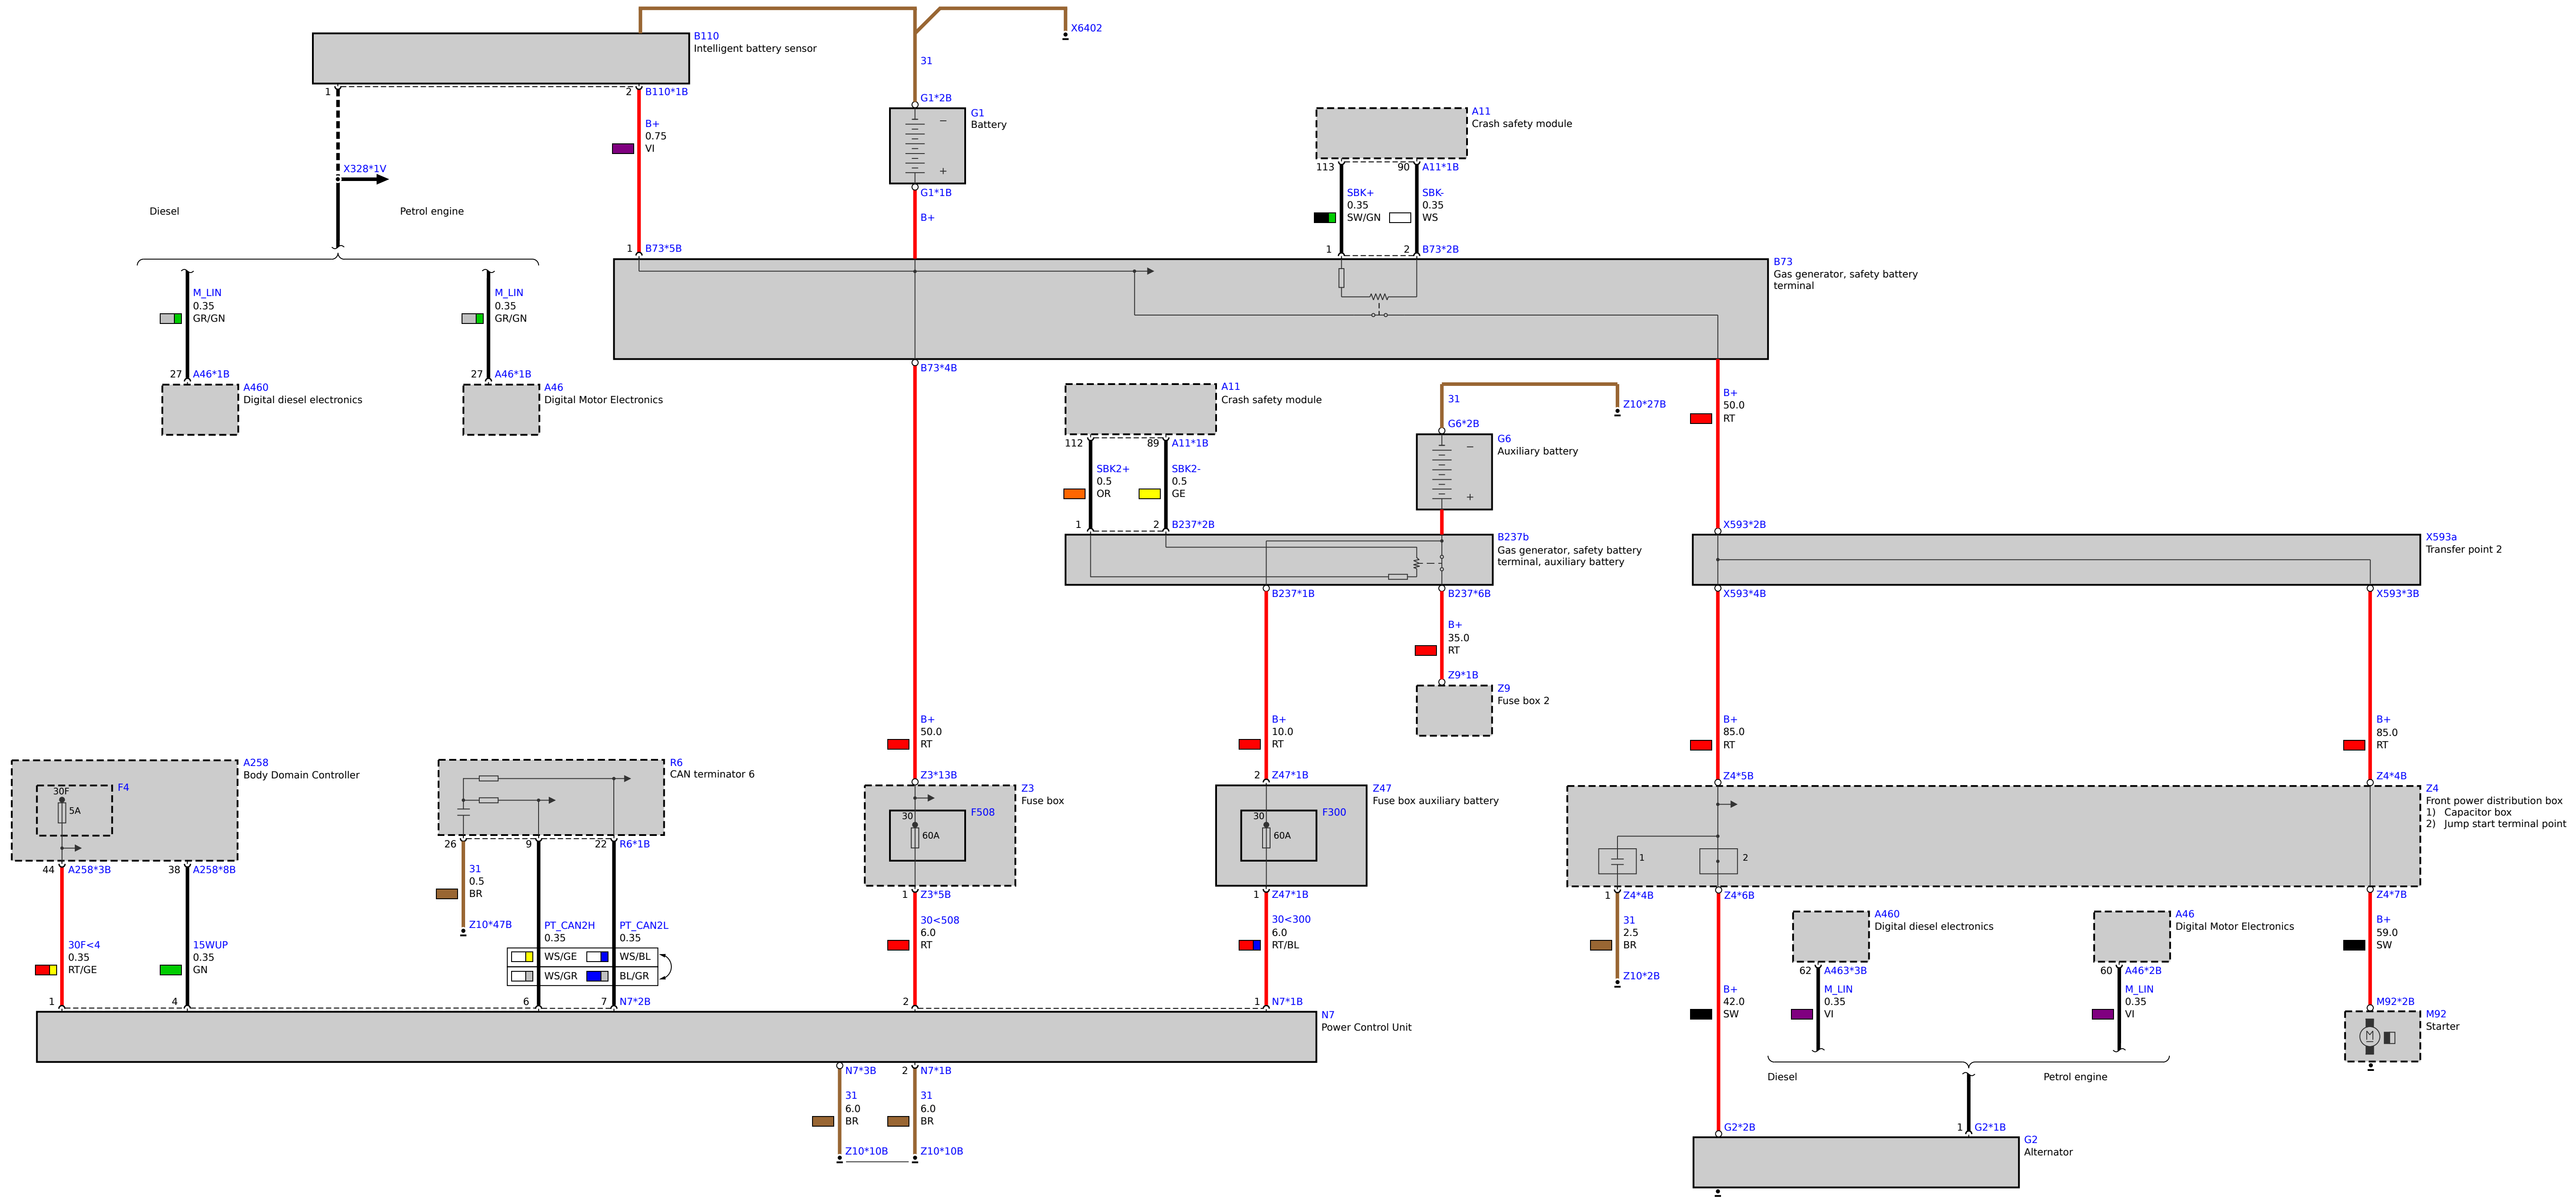 X6402
B110
Intelligent battery sensor
31
1
2
B110*1B
G1*2B
G1
Battery
−
+
B+
0.75
VI
A11
Crash safety module
X328*1V
113
90
A11*1B
G1*1B
SBK+
0.35
SW/GN
SBK-
0.35
WS
Diesel
Petrol engine
B+
1
B73*5B
1
2
B73*2B
B73
Gas generator, safety battery
terminal
M_LIN
0.35
GR/GN
M_LIN
0.35
GR/GN
27
A46*1B
27
A46*1B
B73*4B
A460
Digital diesel electronics
A46
Digital Motor Electronics
A11
Crash safety module
31
Z10*27B
B+
50.0
RT
G6*2B
112
89
A11*1B
G6
Auxiliary battery
−
+
SBK2+
0.5
OR
SBK2-
0.5
GE
1
2
B237*2B
X593*2B
B237b
Gas generator, safety battery
terminal, auxiliary battery
X593a
Transfer point 2
B237*1B
B237*6B
X593*4B
X593*3B
B+
35.0
RT
Z9*1B
Z9
Fuse box 2
B+
50.0
RT
B+
10.0
RT
B+
85.0
RT
B+
85.0
RT
A258
Body Domain Controller
R6
CAN terminator 6
Z3*13B
2
Z47*1B
Z4*5B
Z4*4B
30F
F4
5A
Z3
Fuse box
Z47
Fuse box auxiliary battery
Z4
Front power distribution box
1) Capacitor box
2) Jump start terminal point
30
F508
60A
30
F300
60A
26
9
22
R6*1B
1
2
44
A258*3B
38
A258*8B
31
0.5
BR
1
Z3*5B
1
Z47*1B
1
Z4*4B
Z4*6B
Z4*7B
Z10*47B
PT_CAN2H
0.35
PT_CAN2L
0.35
30<508
6.0
RT
30<300
6.0
RT/BL
31
2.5
BR
A460
Digital diesel electronics
A46
Digital Motor Electronics
B+
59.0
SW
30F<4
0.35
RT/GE
15WUP
0.35
GN
WS/GE
WS/BL
WS/GR
BL/GR
Z10*2B
62
A463*3B
60
A46*2B
1
4
6
7
N7*2B
2
1
N7*1B
B+
42.0
SW
M_LIN
0.35
VI
M_LIN
0.35
VI
M92*2B
M
M92
Starter
N7
Power Control Unit
N7*3B
2
N7*1B
Diesel
Petrol engine
31
6.0
BR
31
6.0
BR
G2*2B
1
G2*1B
Z10*10B
Z10*10B
G2
Alternator